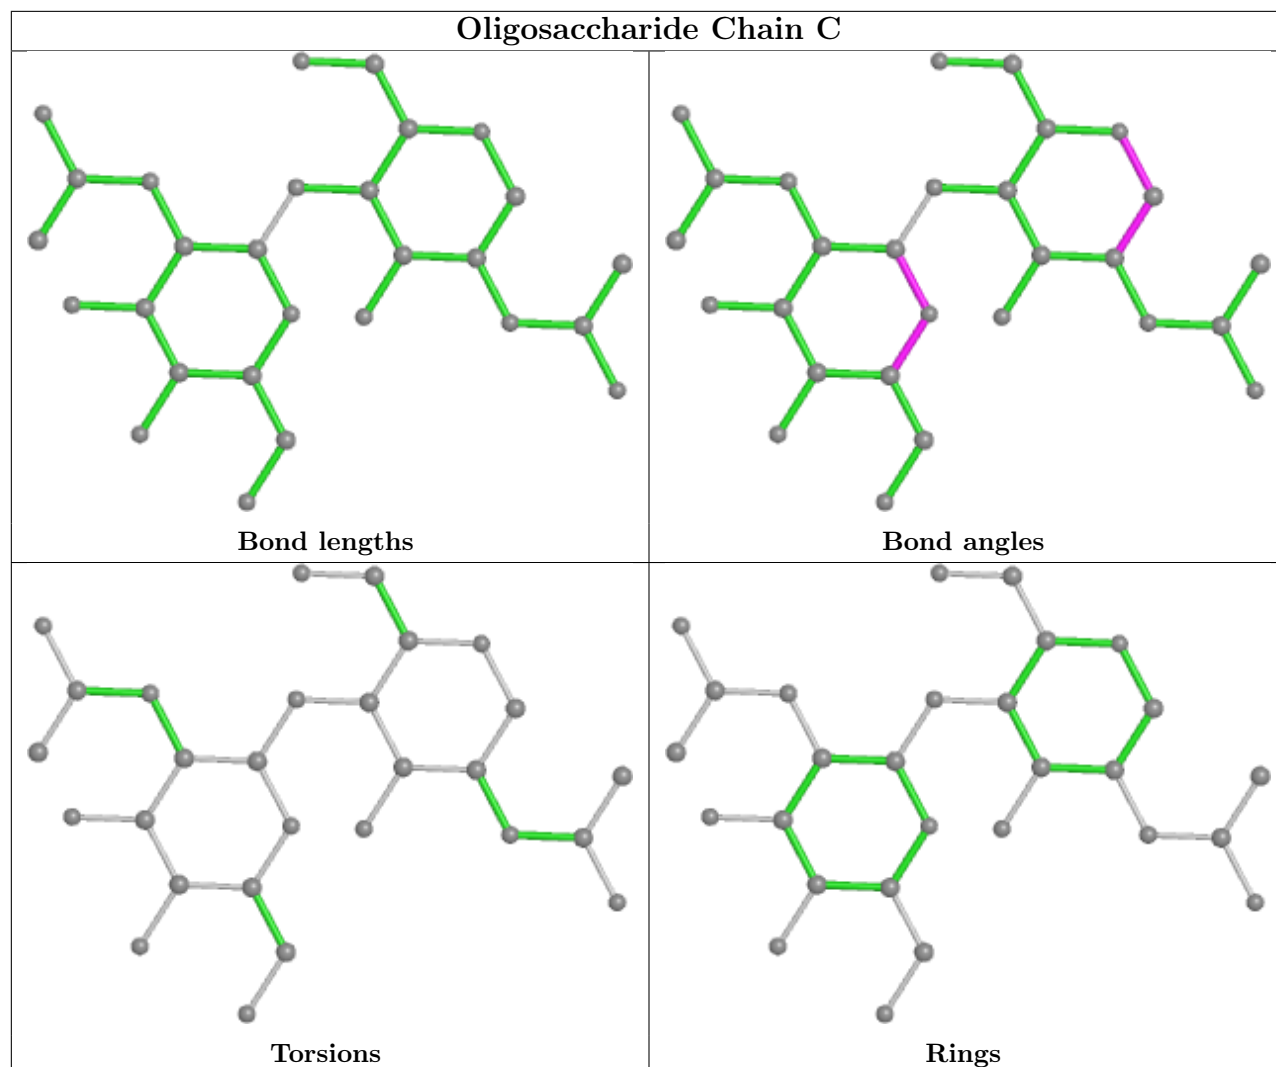 Oligosaccharide Chain C
Bond lengths
Bond angles
Torsions
Rings